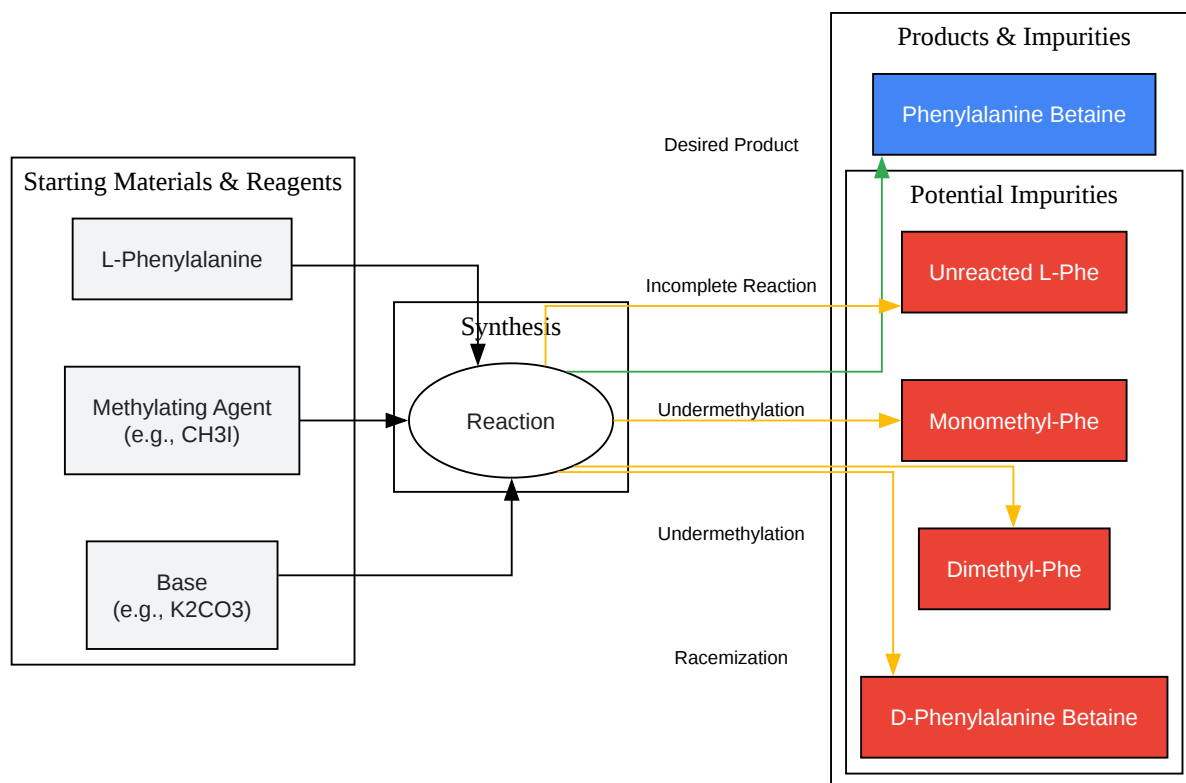 Starting Materials & Reagents
L-Phenylalanine
Methylating Agent
(e.g., CH3I)
Base
(e.g., K2CO3)
Synthesis
Reaction
Desired Product
Incomplete Reaction
Undermethylation
Undermethylation
Racemization
Products & Impurities
Phenylalanine Betaine
Potential Impurities
Unreacted L-Phe
Monomethyl-Phe
Dimethyl-Phe
D-Phenylalanine Betaine